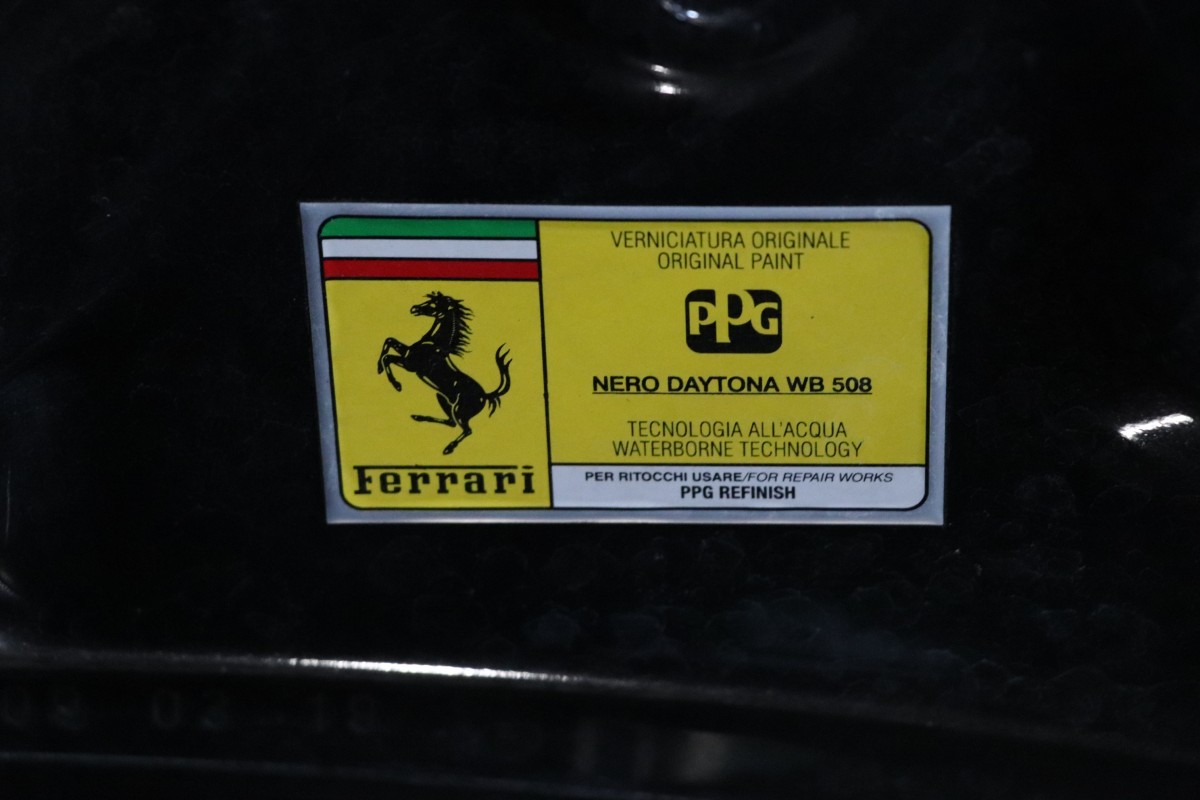 VERNICIATURA ORIGINALE
ORIGINAL PAINT
PPG
NERO DAYTONA WB 508
TECNOLOGIA ALL'ACQUA
WATERBORNE TECHNOLOGY
Ferrari
PER RITOCCHI USARE/FOR REPAIR WORKS
PPG REFINISH